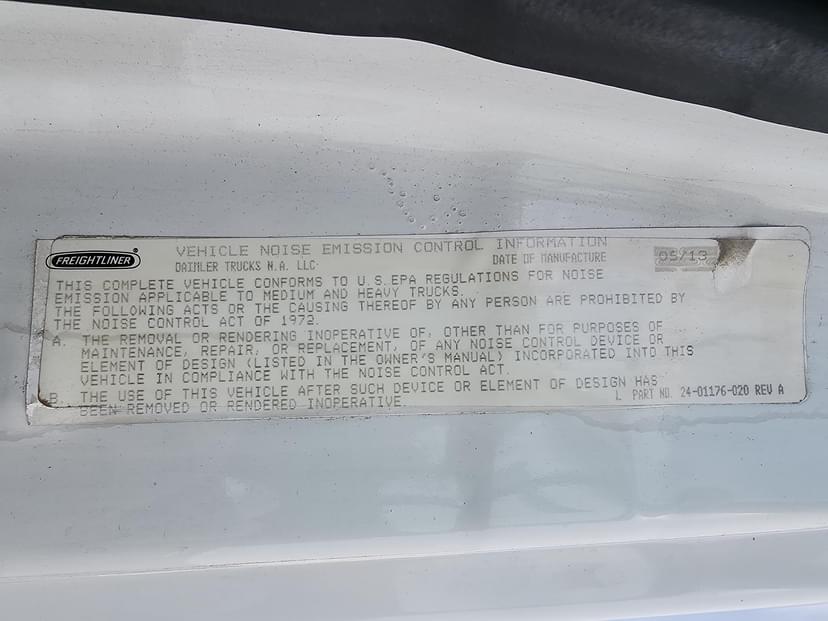 FREIGHTLINER
VEHICLE NOISE EMISSION CONTROL INFORMATION
DAIMLER TRUCKS N.A. LLC. DATE OF MANUFACTURE 05/13
THIS COMPLETE VEHICLE CONFORMS TO U.S.EPA REGULATIONS FOR NOISE
EMISSION APPLICABLE TO MEDIUM AND HEAVY TRUCKS.
THE FOLLOWING ACTS OR THE CAUSING THEREOF BY ANY PERSON ARE PROHIBITED BY
THE NOISE CONTROL ACT OF 1972.
A. THE REMOVAL OR RENDERING INOPERATIVE OF, OTHER THAN FOR PURPOSES OF
MAINTENANCE, REPAIR, OR REPLACEMENT, OF ANY NOISE CONTROL DEVICE OR
ELEMENT OF DESIGN (LISTED IN THE OWNER'S MANUAL) INCORPORATED INTO THIS
VEHICLE IN COMPLIANCE WITH THE NOISE CONTROL ACT.
B. THE USE OF THIS VEHICLE AFTER SUCH DEVICE OR ELEMENT OF DESIGN HAS
BEEN REMOVED OR RENDERED INOPERATIVE. L PART NO. 24-01176-020 REV A